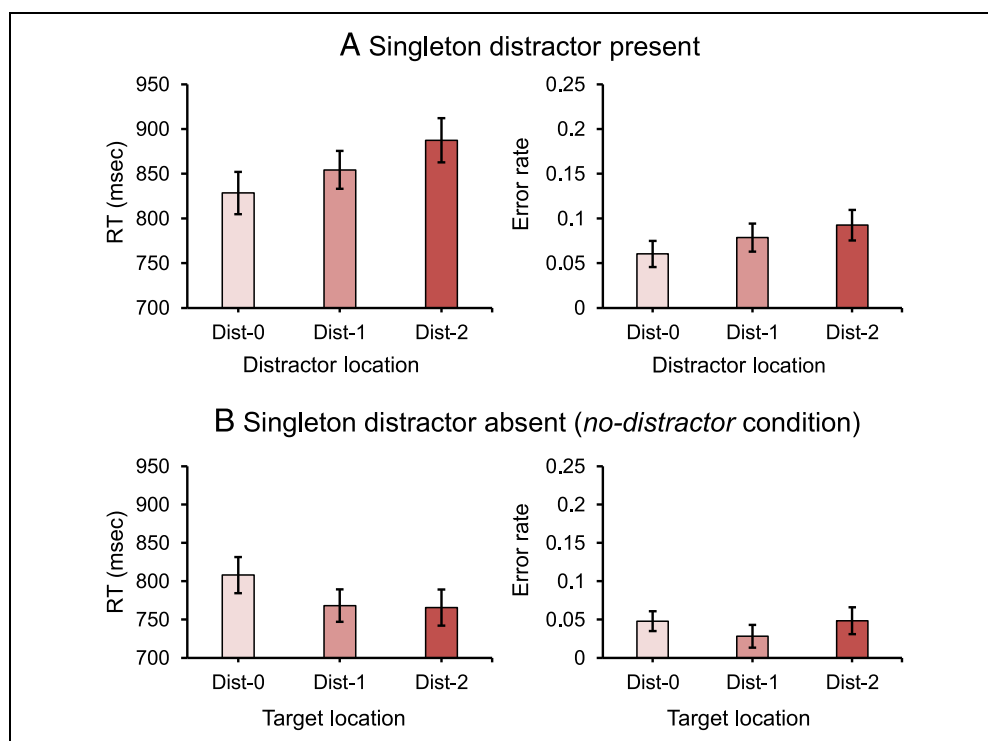 A Singleton distractor present
950
900
850
800
750
700
RT (msec)
Dist-0 Dist-1 Dist-2
Distractor location
0.25
0.2
0.15
0.1
0.05
0
Error rate
Dist-0 Dist-1 Dist-2
Distractor location
B Singleton distractor absent (no-distractor condition)
950
900
850
800
750
700
RT (msec)
Dist-0 Dist-1 Dist-2
Target location
0.25
0.2
0.15
0.1
0.05
0
Error rate
Dist-0 Dist-1 Dist-2
Target location